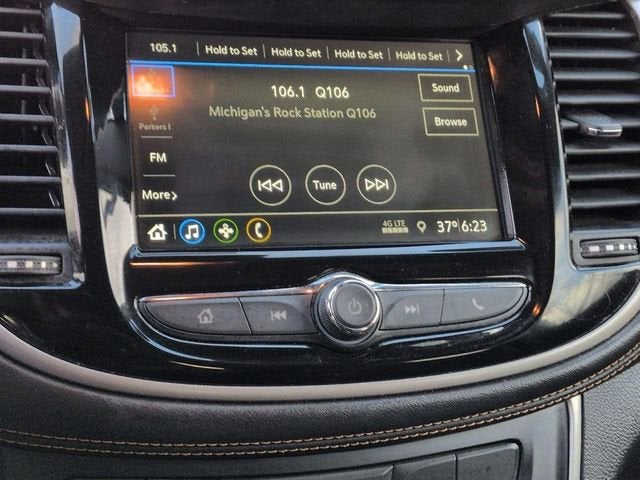 105.1 Hold to Set Hold to Set Hold to Set Hold to Set
106.1 Q106 Sound
Michigan's Rock Station Q106
Parkers I Browse
FM
Tune
More
4G LTE
37° 6:23